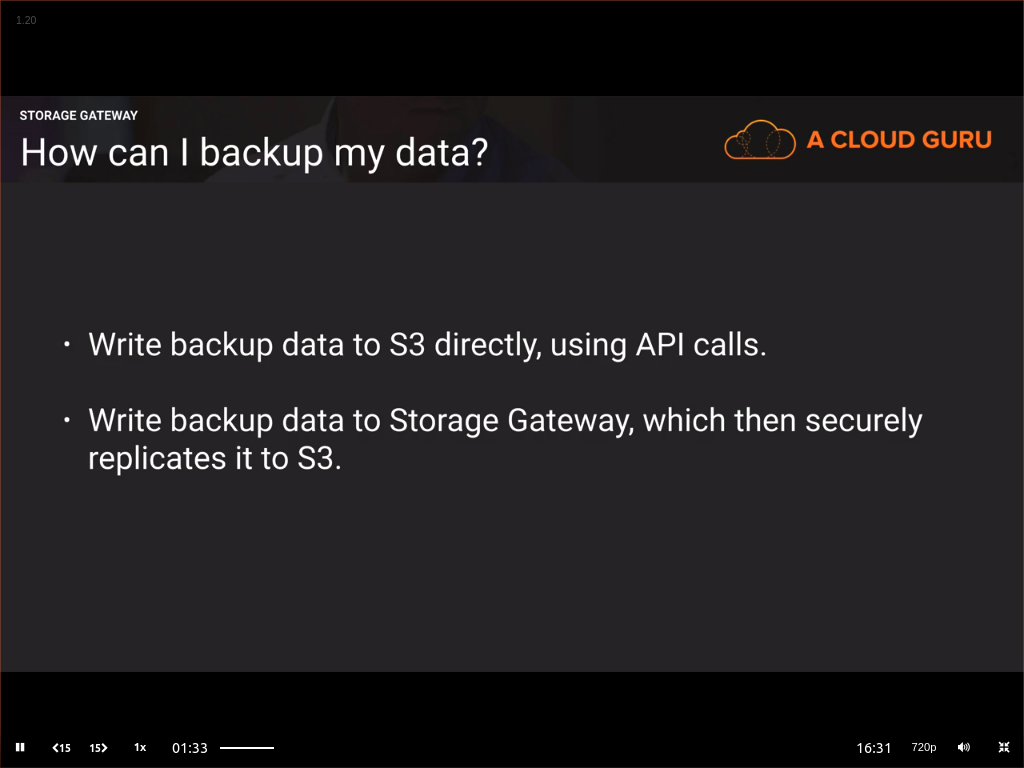 1.20
STORAGE GATEWAY
How can I backup my data?
A CLOUD GURU
• Write backup data to S3 directly, using API calls.
• Write backup data to Storage Gateway, which then securely
replicates it to S3.
15 15 1x 01:33 16:31 720p